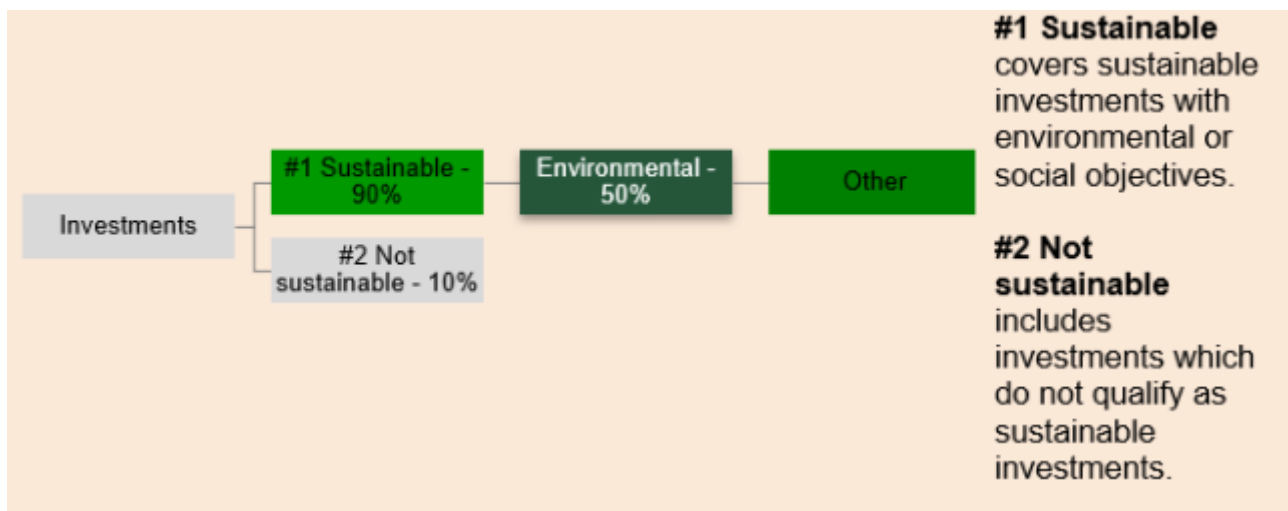 Investments
#1 Sustainable -
90%
#2 Not
sustainable - 10%
Environmental -
50%
Other
#1 Sustainable
covers sustainable
investments with
environmental or
social objectives.
#2 Not
sustainable
includes
investments which
do not qualify as
sustainable
investments.